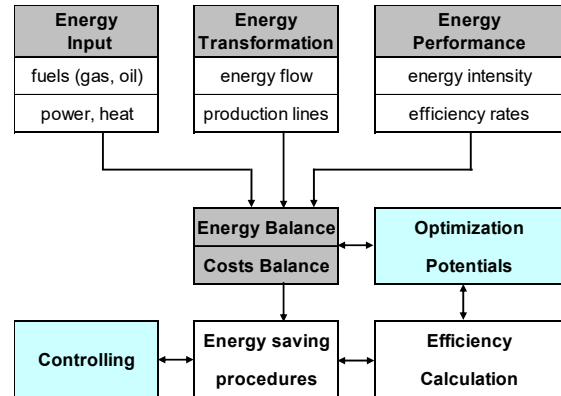 Energy
Input
fuels (gas, oil)
power, heat
Energy
Transformation
energy flow
production lines
Energy
Performance
energy intensity
efficiency rates
Energy Balance
Costs Balance
Optimization
Potentials
Controlling
Energy saving
procedures
Efficiency
Calculation